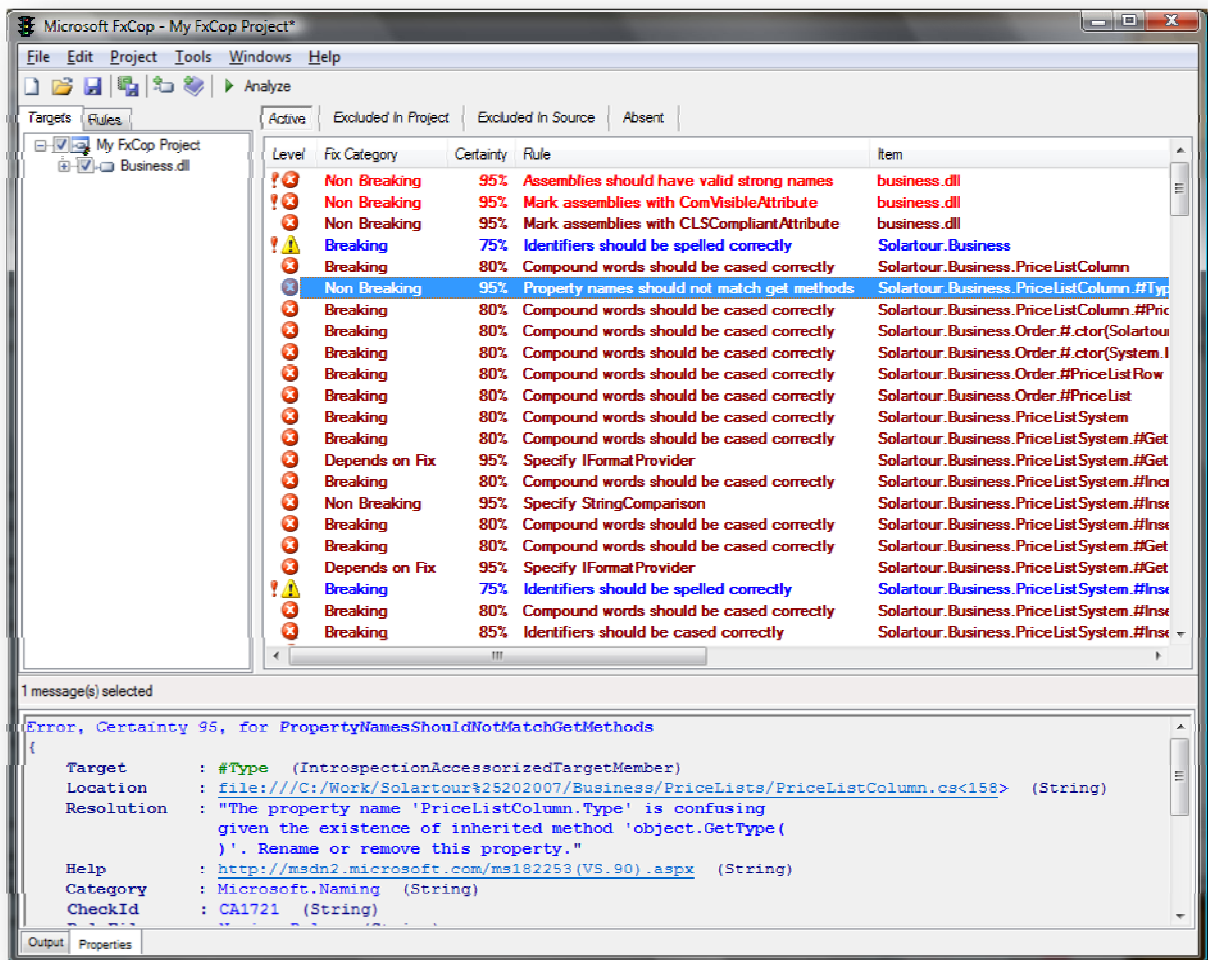 Microsoft FxCop - My FxCop Project*
File Edit Project Tools Windows Help
Analyze
Targets Rules
My FxCop Project
Business.dll
Active Excluded In Project Excluded In Source Absent
Level Fix Category Certainty Rule Item
Non Breaking 95% Assemblies should have valid strong names business.dll
Non Breaking 95% Mark assemblies with ComVisibleAttribute business.dll
Non Breaking 95% Mark assemblies with CLSCompliantAttribute business.dll
Breaking 75% Identifiers should be spelled correctly Solartour.Business
Breaking 80% Compound words should be cased correctly Solartour.Business.PriceListColumn
Non Breaking 95% Property names should not match get methods Solartour.Business.PriceListColumn.#Typ
Breaking 80% Compound words should be cased correctly Solartour.Business.PriceListColumn.#Pric
Breaking 80% Compound words should be cased correctly Solartour.Business.Order.#.ctor(Solartour
Breaking 80% Compound words should be cased correctly Solartour.Business.Order.#.ctor(System.I
Breaking 80% Compound words should be cased correctly Solartour.Business.Order.#PriceListRow
Breaking 80% Compound words should be cased correctly Solartour.Business.Order.#PriceList
Breaking 80% Compound words should be cased correctly Solartour.Business.PriceListSystem
Breaking 80% Compound words should be cased correctly Solartour.Business.PriceListSystem.#Get
Depends on Fix 95% Specify IFormatProvider Solartour.Business.PriceListSystem.#Get
Breaking 80% Compound words should be cased correctly Solartour.Business.PriceListSystem.#Incr
Non Breaking 95% Specify StringComparison Solartour.Business.PriceListSystem.#Inse
Breaking 80% Compound words should be cased correctly Solartour.Business.PriceListSystem.#Inse
Breaking 80% Compound words should be cased correctly Solartour.Business.PriceListSystem.#Get
Depends on Fix 95% Specify IFormatProvider Solartour.Business.PriceListSystem.#Get
Breaking 75% Identifiers should be spelled correctly Solartour.Business.PriceListSystem.#Inse
Breaking 80% Compound words should be cased correctly Solartour.Business.PriceListSystem.#Inse
Breaking 85% Identifiers should be cased correctly Solartour.Business.PriceListSystem.#Inse
1 message(s) selected
Error, Certainty 95, for PropertyNamesShouldNotMatchGetMethods
{
Target : #Type (IntrospectionAccessorizedTargetMember)
Location : file:///C:/Work/Solartour%25202007/Business/PriceLists/PriceListColumn.cs<158> (String)
Resolution : "The property name 'PriceListColumn.Type' is confusing
given the existence of inherited method 'object.GetType(
)'. Rename or remove this property."
Help : http://msdn2.microsoft.com/ms182253(VS.90).aspx (String)
Category : Microsoft.Naming (String)
CheckId : CA1721 (String)
Output Properties